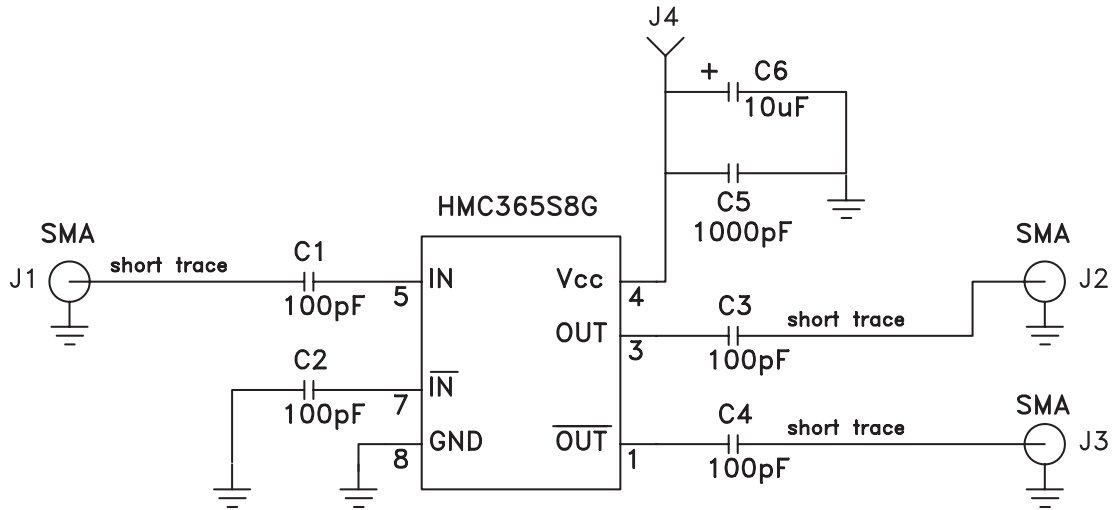 J4
+
C6
10uF
C5
1000pF
HMC365S8G
SMA
J1
short trace
C1
100pF
5
IN
Vcc
4
OUT
3
C3
100pF
short trace
SMA
J2
C2
100pF
7
IN
GND
8
OUT
1
C4
100pF
short trace
SMA
J3